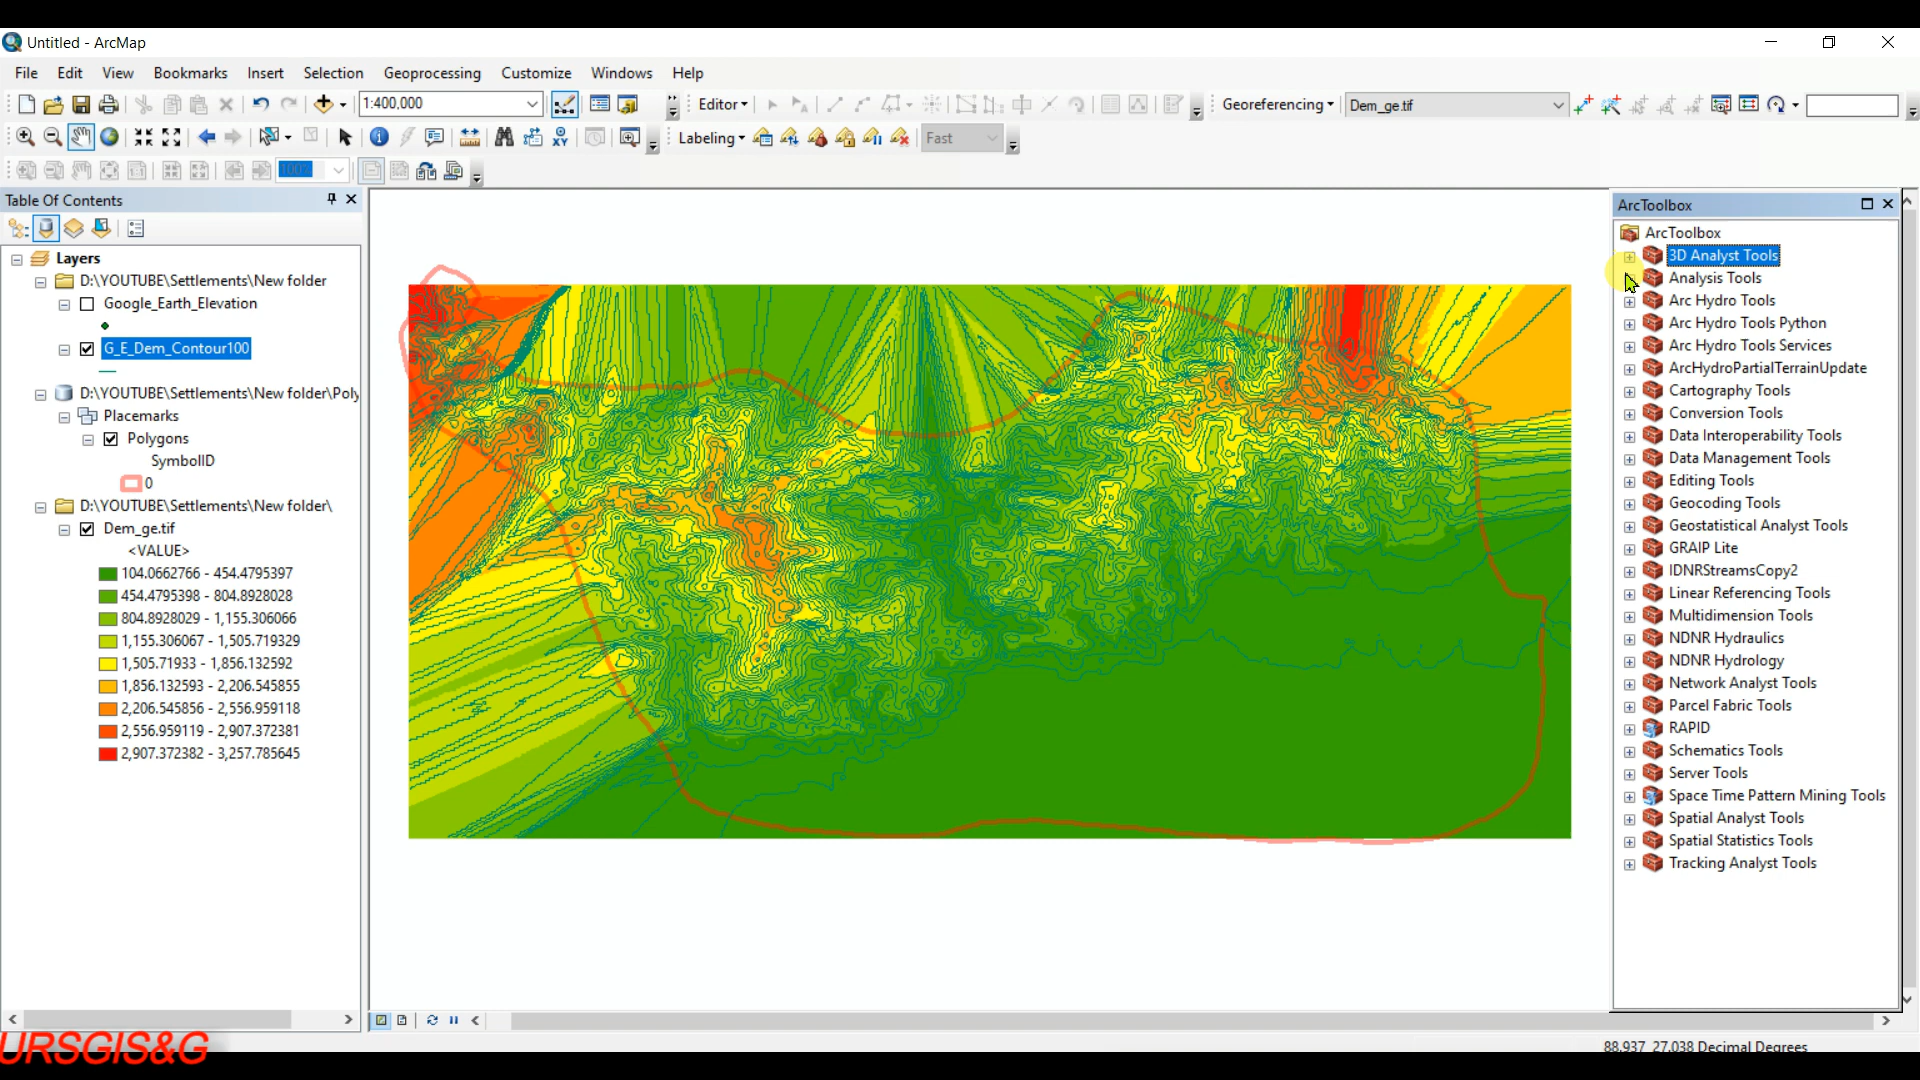 Untitled - ArcMap
File Edit View Bookmarks Insert Selection Geoprocessing Customize Windows Help
1:400,000 Editor Georeferencing Dem_ge.tif
Labeling Fast
100%
Table Of Contents
Layers
D:\YOUTUBE\Settlements\New folder
Google_Earth_Elevation
G_E_Dem_Contour100
D:\YOUTUBE\Settlements\New folder\Poly
Placemarks
Polygons
SymbolID
0
D:\YOUTUBE\Settlements\New folder\
Dem_ge.tif
<VALUE>
104.0662766 - 454.4795397
454.4795398 - 804.8928028
804.8928029 - 1,155.306066
1,155.306067 - 1,505.719329
1,505.71933 - 1,856.132592
1,856.132593 - 2,206.545855
2,206.545856 - 2,556.959118
2,556.959119 - 2,907.372381
2,907.372382 - 3,257.785645
ArcToolbox
ArcToolbox
3D Analyst Tools
Analysis Tools
Arc Hydro Tools
Arc Hydro Tools Python
Arc Hydro Tools Services
ArcHydroPartialTerrainUpdate
Cartography Tools
Conversion Tools
Data Interoperability Tools
Data Management Tools
Editing Tools
Geocoding Tools
Geostatistical Analyst Tools
GRAIP Lite
IDNRStreamsCopy2
Linear Referencing Tools
Multidimension Tools
NDNR Hydraulics
NDNR Hydrology
Network Analyst Tools
Parcel Fabric Tools
RAPID
Schematics Tools
Server Tools
Space Time Pattern Mining Tools
Spatial Analyst Tools
Spatial Statistics Tools
Tracking Analyst Tools
URSGIS&G
88.937 27.038 Decimal Degrees